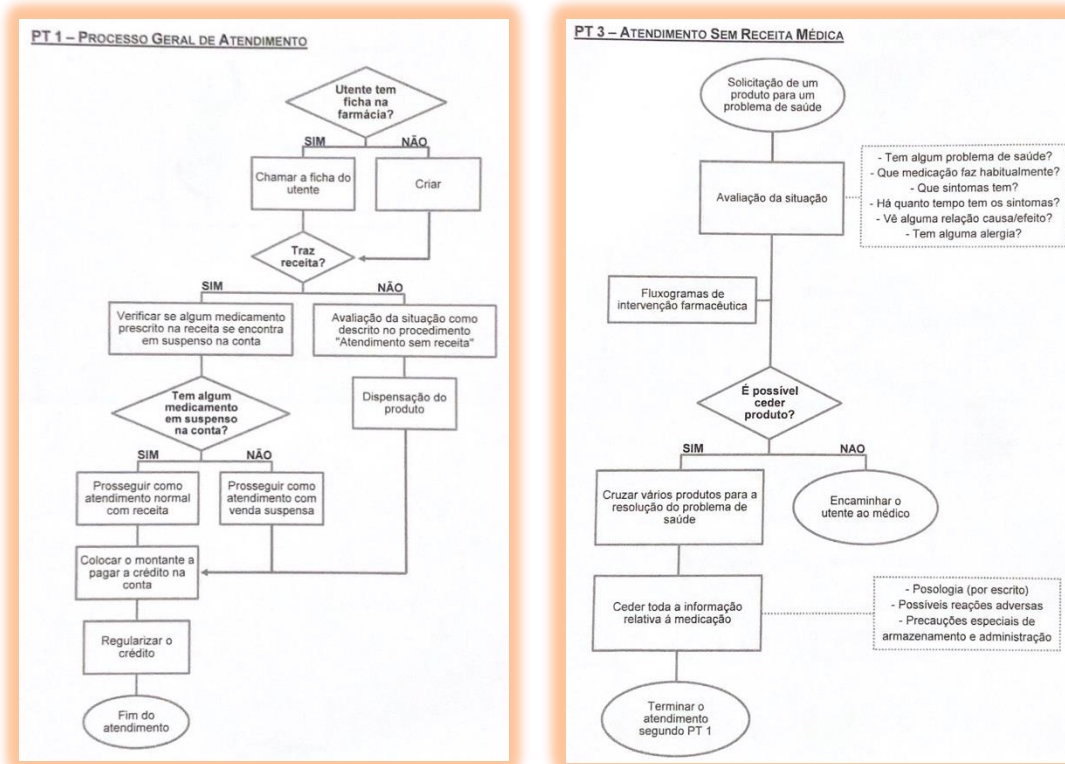 PT 1 – PROCESSO GERAL DE ATENDIMENTO
Utente tem
ficha na
farmácia?
SIM
NÃO
Chamar a ficha do
utente
Criar
Traz
receita?
SIM
NÃO
Verificar se algum medicamento
prescrito na receita se encontra
em suspenso na conta
Avaliação da situação como
descrito no procedimento
"Atendimento sem receita"
Tem algum
medicamento
em suspenso
na conta?
Dispensação do
produto
SIM
NÃO
Prosseguir como
atendimento normal
com receita
Prosseguir como
atendimento com
venda suspensa
Colocar o montante a
pagar a crédito na
conta
Regularizar o
crédito
Fim do
atendimento
PT 3 – ATENDIMENTO SEM RECEITA MÉDICA
Solicitação de um
produto para um
problema de saúde
Avaliação da situação
- Tem algum problema de saúde?
- Que medicação faz habitualmente?
- Que sintomas tem?
- Há quanto tempo tem os sintomas?
- Vê alguma relação causa/efeito?
- Tem alguma alergia?
Fluxogramas de
intervenção farmacêutica
É possível
ceder
produto?
SIM
NAO
Cruzar vários produtos para a
resolução do problema de
saúde
Encaminhar o
utente ao médico
Ceder toda a informação
relativa á medicação
- Posologia (por escrito)
- Possíveis reações adversas
- Precauções especiais de
armazenamento e administração
Terminar o
atendimento
segundo PT 1